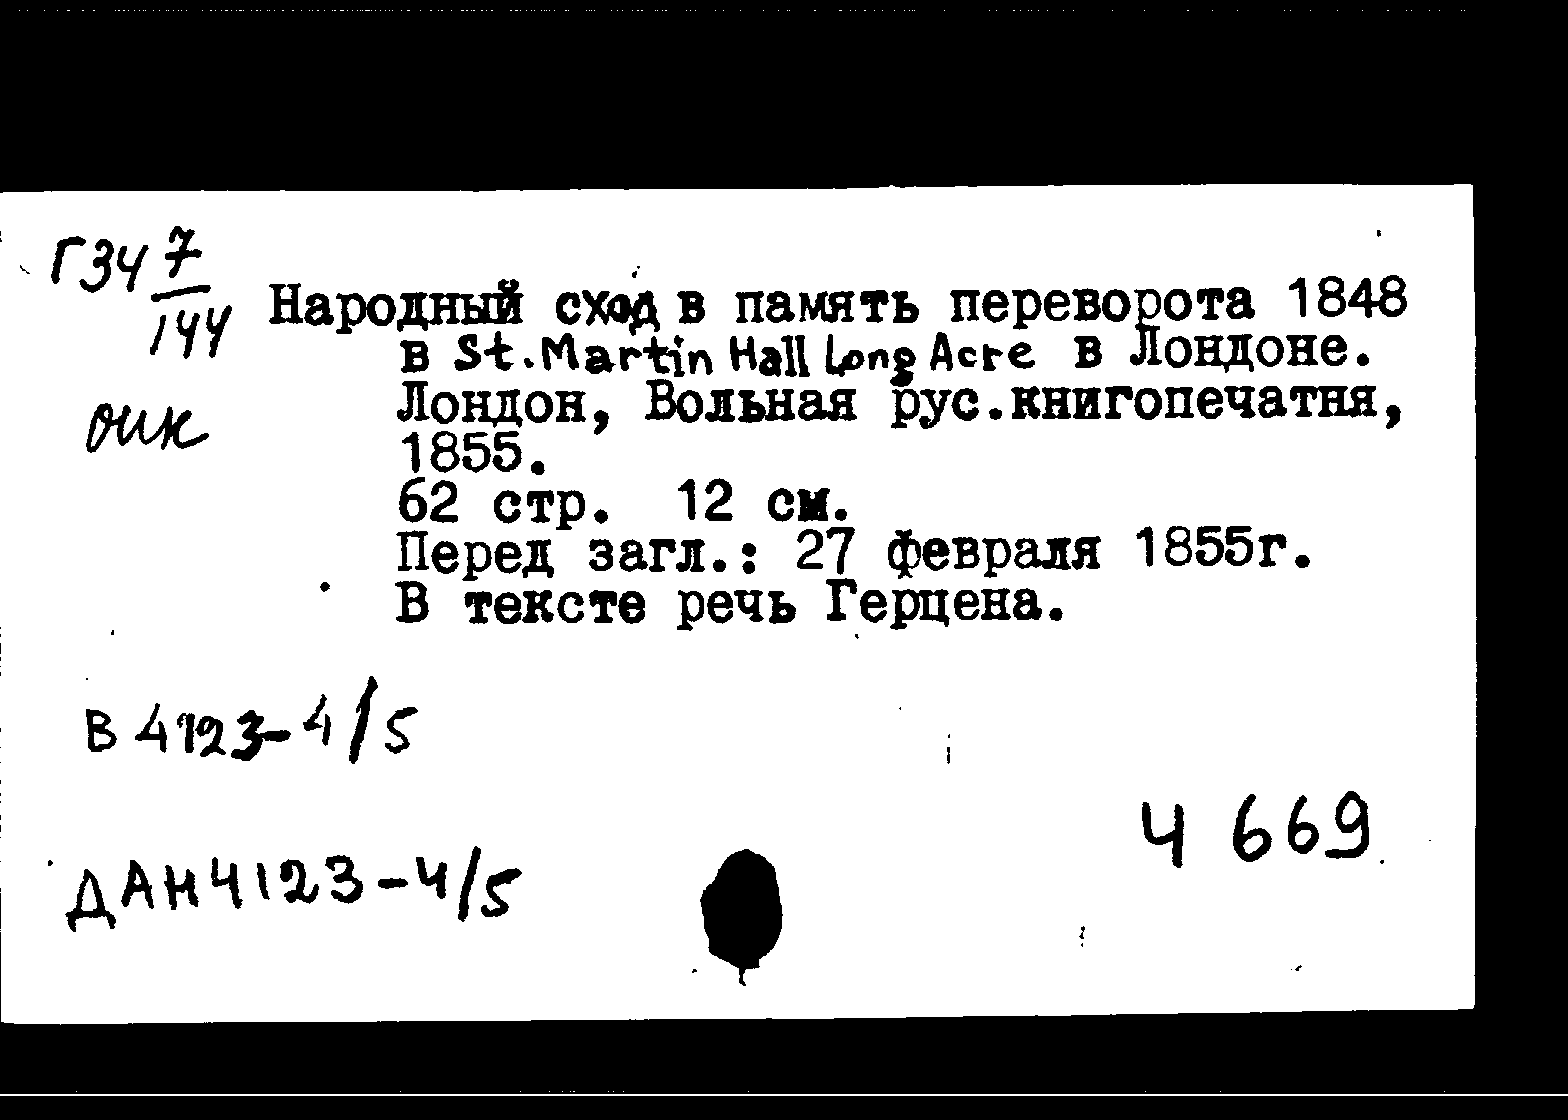 Г34 7/144
Народный сход в память переворота 1848
в St. Martin Hall Long Acre в Лондоне.
Лондон, Вольная рус.книгопечатня,
оик
1855.
62 стр. 12 см.
Перед загл.: 27 февраля 1855г.
В тексте речь Герцена.
В 4123-4/5
Ч 669
ДАН4123-4/5